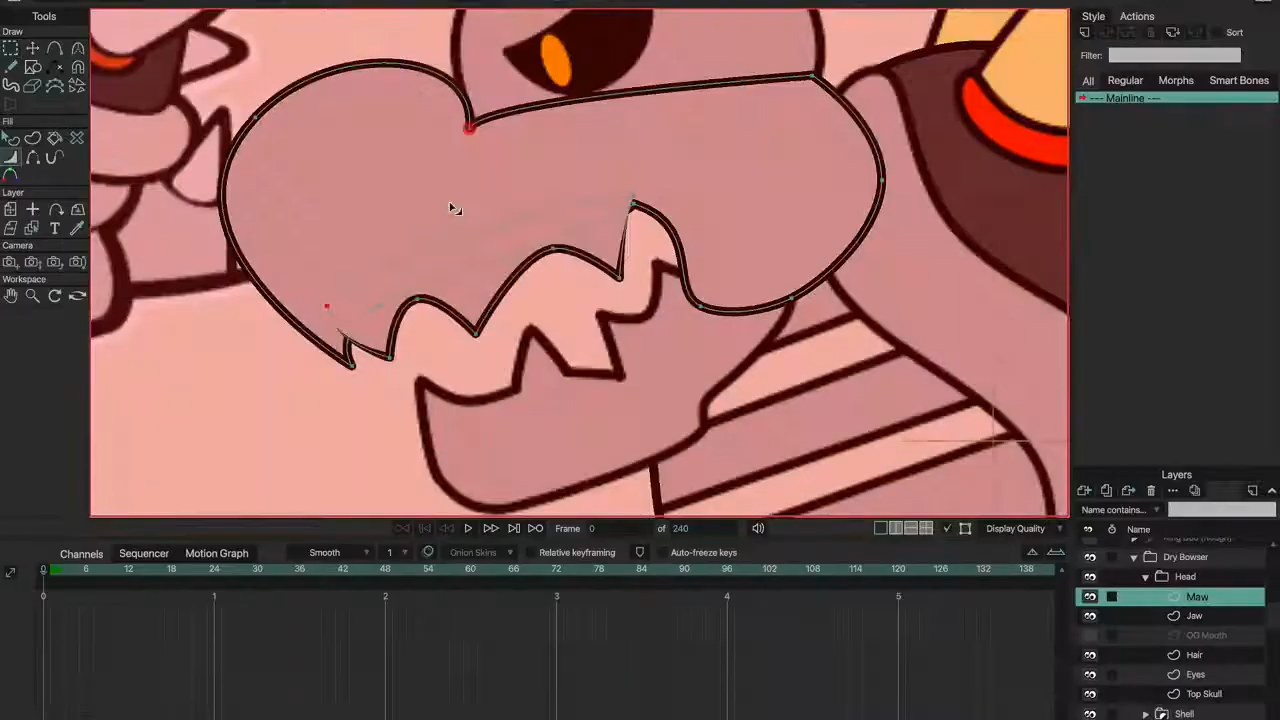 Tools
Draw
Fill
Layer
T
Camera
Workspace
Style Actions
Sort
Filter:
All Regular Morphs Smart Bones
--- Mainline ---
Layers
Name contains...
Name
Dry Bowser
Head
Maw
Jaw
OG Mouth
Hair
Eyes
Top Skull
Shell
Frame 0 of 240
Display Quality
Channels Sequencer Motion Graph Smooth 1 Onion Skins Relative keyframing Auto-freeze keys
0 6 12 18 24 30 36 42 48 54 60 66 72 78 84 90 96 102 108 114 120 126 132 138
0 1 2 3 4 5